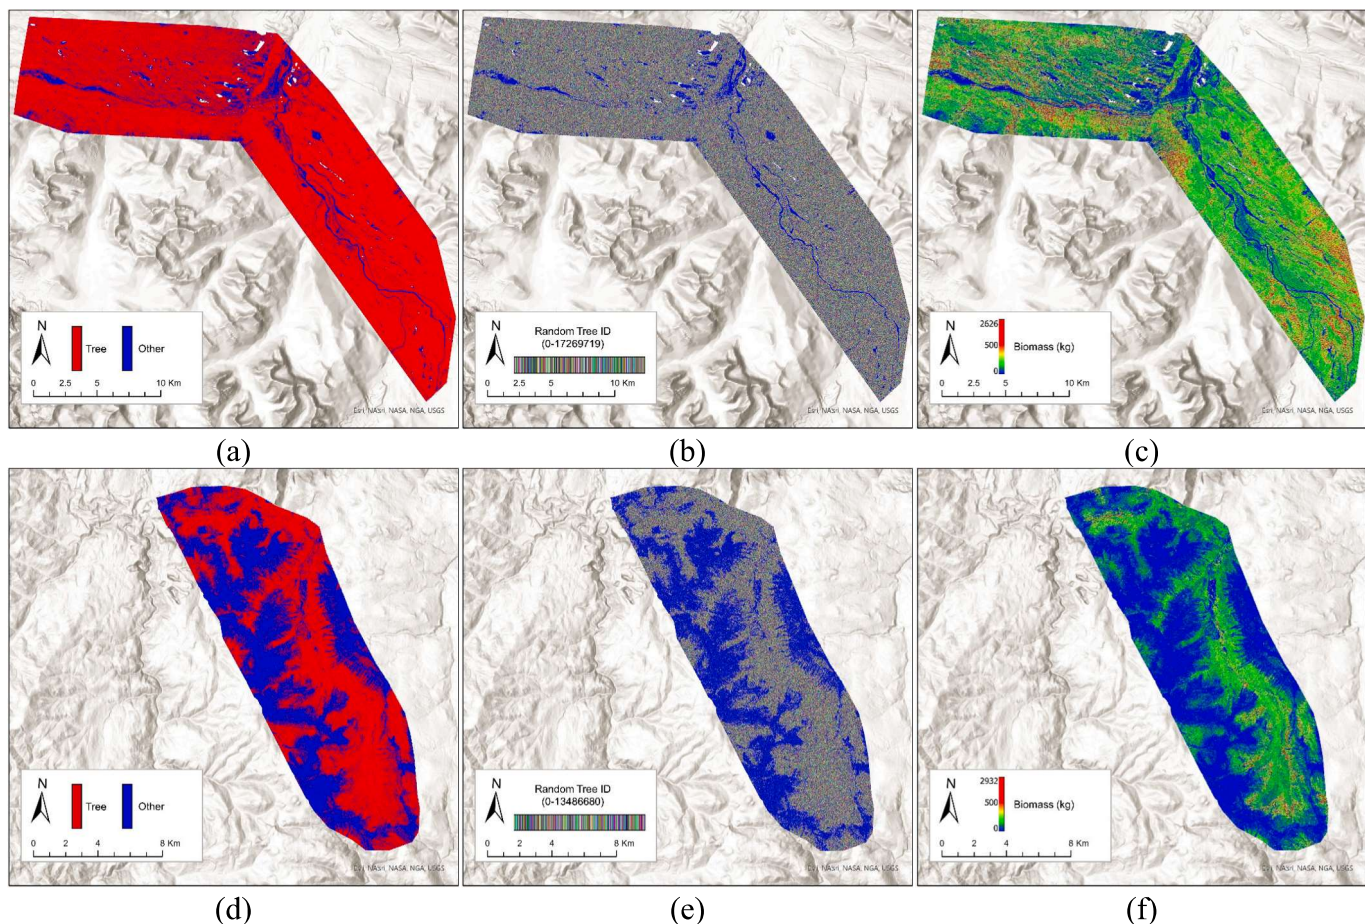 N
Tree
Other
0 2.5 5 10 Km
Esri, NASA, NGA, USGS
(a)
N
Random Tree ID
(0-17269719)
0 2.5 5 10 Km
Esri, NASA, NGA, USGS
(b)
N
2626
500
0
Biomass (kg)
0 2.5 5 10 Km
Esri, NASA, NGA, USGS
(c)
N
Tree
Other
0 2 4 8 Km
NASA, NGA, USGS
(d)
N
Random Tree ID
(0-13486680)
0 2 4 8 Km
NASA, NGA, USGS
(e)
N
2932
500
0
Biomass (kg)
0 2 4 8 Km
NASA, NGA, USGS
(f)